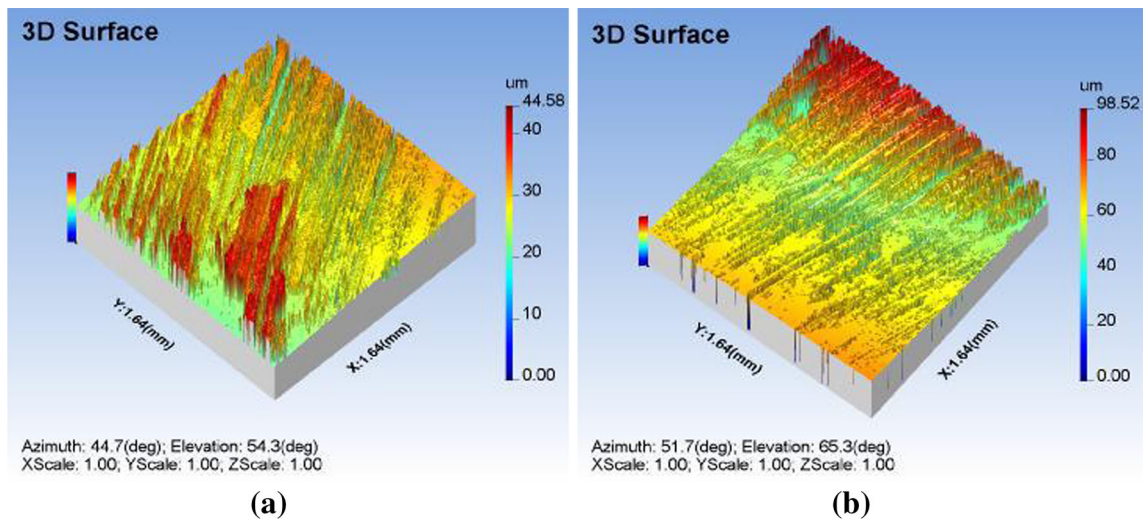 3D Surface
um
44.58
40
30
20
10
0.00
Y:1.64(mm)
X:1.64(mm)
Azimuth: 44.7(deg); Elevation: 54.3(deg)
XScale: 1.00; YScale: 1.00; ZScale: 1.00
(a)
3D Surface
um
98.52
80
60
40
20
0.00
Y:1.64(mm)
X:1.64(mm)
Azimuth: 51.7(deg); Elevation: 65.3(deg)
XScale: 1.00; YScale: 1.00; ZScale: 1.00
(b)